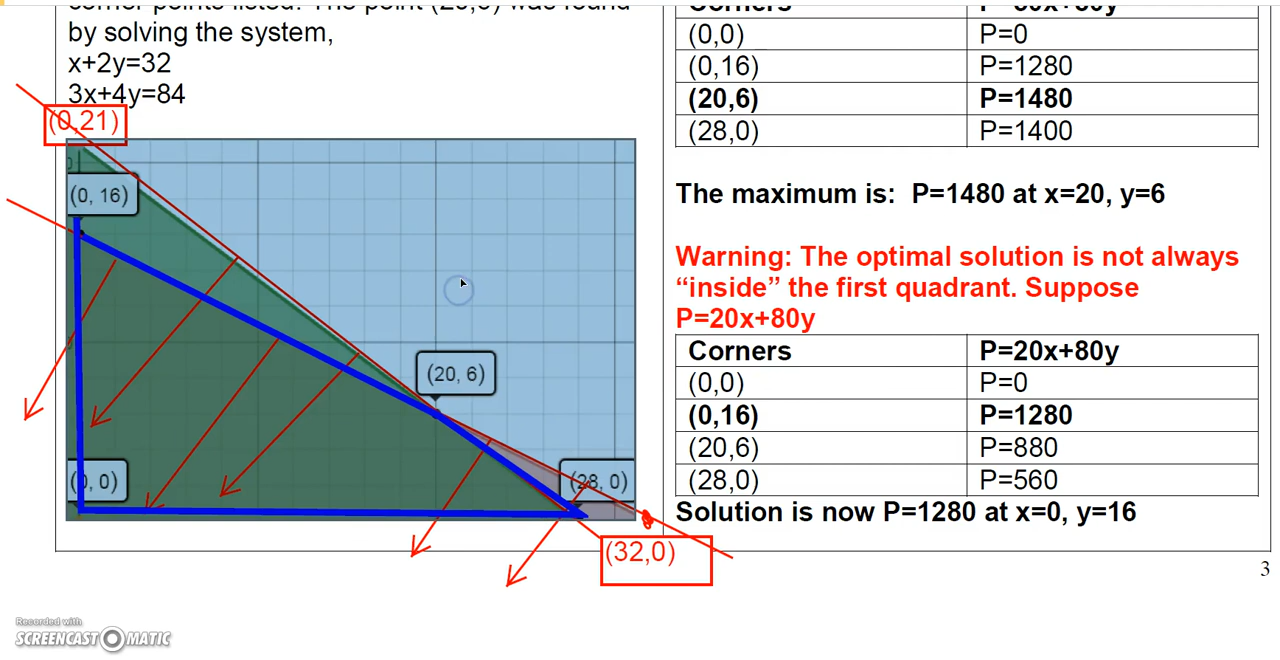 by solving the system,
x+2y=32
3x+4y=84
(0,21)
(0, 16)
(20, 6)
(0, 0)
(28, 0)
(32,0)
Corners
(0,0) P=0
(0,16) P=1280
(20,6) P=1480
(28,0) P=1400
The maximum is: P=1480 at x=20, y=6
Warning: The optimal solution is not always
“inside” the first quadrant. Suppose
P=20x+80y
Corners P=20x+80y
(0,0) P=0
(0,16) P=1280
(20,6) P=880
(28,0) P=560
Solution is now P=1280 at x=0, y=16
3
Recorded with
SCREENCAST-O-MATIC